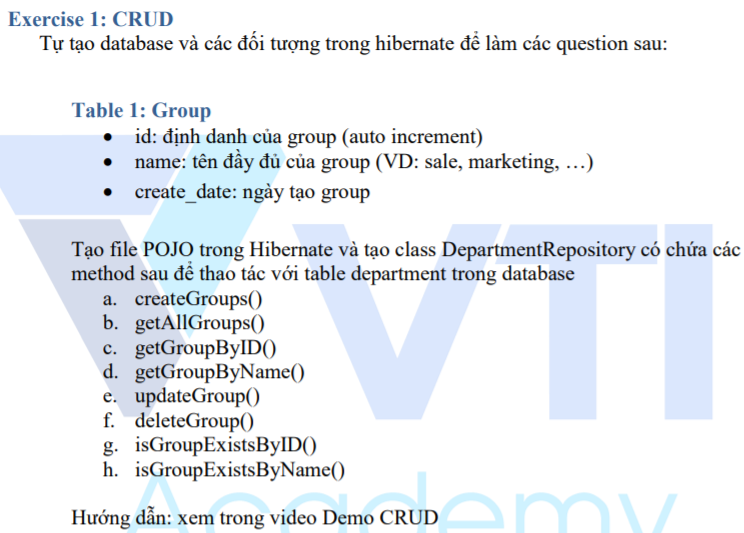 Exercise 1: CRUD
Tự tạo database và các đối tượng trong hibernate để làm các question sau:
Table 1: Group
• id: định danh của group (auto increment)
• name: tên đầy đủ của group (VD: sale, marketing, …)
• create_date: ngày tạo group
Tạo file POJO trong Hibernate và tạo class DepartmentRepository có chứa các
method sau để thao tác với table department trong database
a. createGroups()
b. getAllGroups()
c. getGroupByID()
d. getGroupByName()
e. updateGroup()
f. deleteGroup()
g. isGroupExistsByID()
h. isGroupExistsByName()
Hướng dẫn: xem trong video Demo CRUD
VTI
Academy